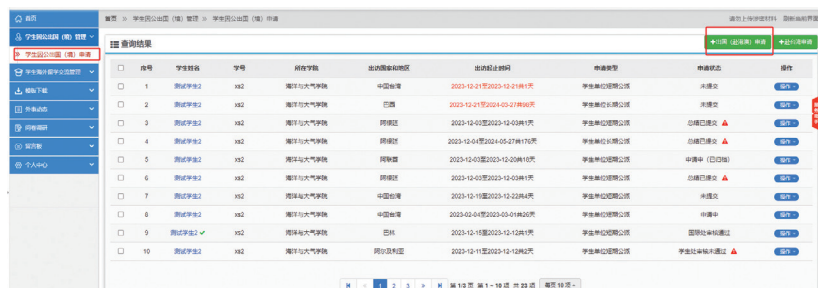 首页
首页 » 学生因公出国（境）管理 » 学生因公出国（境）申请
请勿上传涉密材料 刷新当前界面
学生因公出国（境）管理
» 学生因公出国（境）申请
学生海外留学交流管理
模板下载
外事动态
问卷调研
留言板
个人中心
查询结果
+出国（赴港澳）申请
+赴台湾申请
序号 学生姓名 学号 所在学院 出访国家和地区 出访起止时间 申请类型 申请状态 操作
1 测试学生2 xs2 海洋与大气学院 中国台湾 2023-12-21至2023-12-21共1天 学生单位短期公派 未提交 操作
2 测试学生2 xs2 海洋与大气学院 巴西 2023-12-21至2024-03-27共98天 学生单位长期公派 未提交 操作
3 测试学生2 xs2 海洋与大气学院 阿根廷 2023-12-03至2023-12-03共1天 学生单位短期公派 总结已提交 操作
4 测试学生2 xs2 海洋与大气学院 阿根廷 2023-12-04至2024-05-27共176天 学生单位长期公派 总结已提交 操作
5 测试学生2 xs2 海洋与大气学院 阿联酋 2023-12-03至2023-12-20共18天 学生单位短期公派 申请中（已归档） 操作
6 测试学生2 xs2 海洋与大气学院 阿根廷 2023-12-03至2023-12-03共1天 学生单位短期公派 总结已提交 操作
7 测试学生2 xs2 海洋与大气学院 中国台湾 2023-12-19至2023-12-22共4天 学生单位短期公派 未提交 操作
8 测试学生2 xs2 海洋与大气学院 中国台湾 2023-02-04至2023-03-01共26天 学生单位短期公派 申请中 操作
9 测试学生2 xs2 海洋与大气学院 巴林 2023-12-15至2023-12-12共1天 学生单位短期公派 国际处审核通过 操作
10 测试学生2 xs2 海洋与大气学院 阿尔及利亚 2023-12-11至2023-12-12共2天 学生单位短期公派 学生处审核未通过 操作
1 2 3 第 1/3 页 第 1 - 10 项 共 23 项 每页 10 项